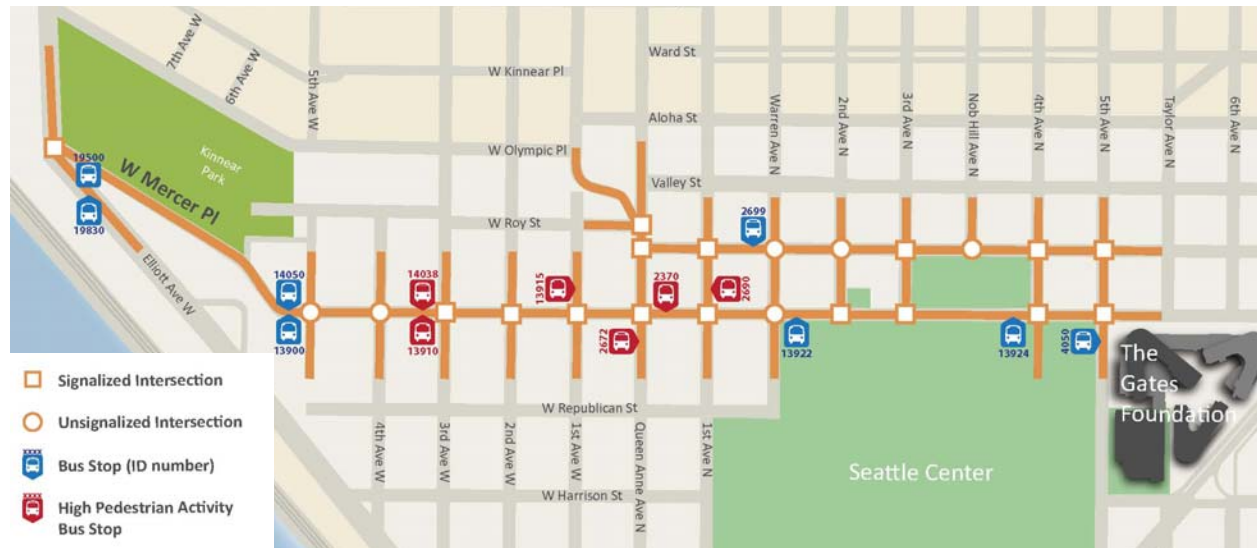 7th Ave W
6th Ave W
5th Ave W
W Kinnear Pl
Ward St
Aloha St
W Olympic Pl
Valley St
W Roy St
Warren Ave N
2nd Ave N
3rd Ave N
Nob Hill Ave N
4th Ave N
5th Ave N
Taylor Ave N
6th Ave N
Kinnear
Park
W Mercer Pl
Elliott Ave W
19500
19830
14050
13900
14038
13910
13915
2672
2370
2690
2699
13922
13924
4050
The
Gates
Foundation
W Republican St
4th Ave W
3rd Ave W
2nd Ave W
1st Ave W
Queen Anne Ave N
1st Ave N
W Harrison St
Seattle Center
Signalized Intersection
Unsignalized Intersection
Bus Stop (ID number)
High Pedestrian Activity
Bus Stop